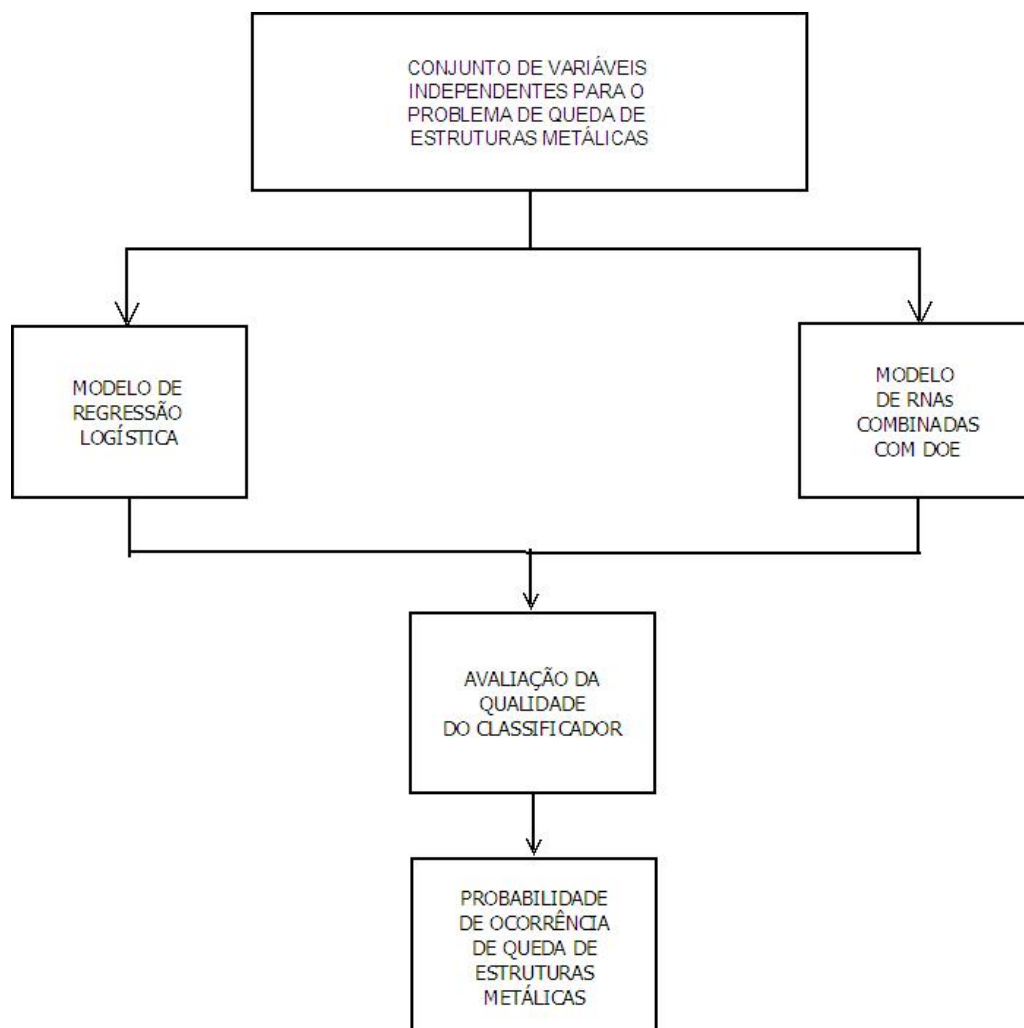 CONJUNTO DE VARIÁVEIS
INDEPENDENTES PARA O
PROBLEMA DE QUEDA DE
ESTRUTURAS METÁLICAS
MODELO DE
REGRESSÃO
LOGÍSTICA
MODELO
DE RNAs
COMBINADAS
COM DOE
AVALIAÇÃO DA
QUALIDADE
DO CLASSIFICADOR
PROBABILIDADE
DE OCORRÊNCIA
DE QUEDA DE
ESTRUTURAS
METÁLICAS